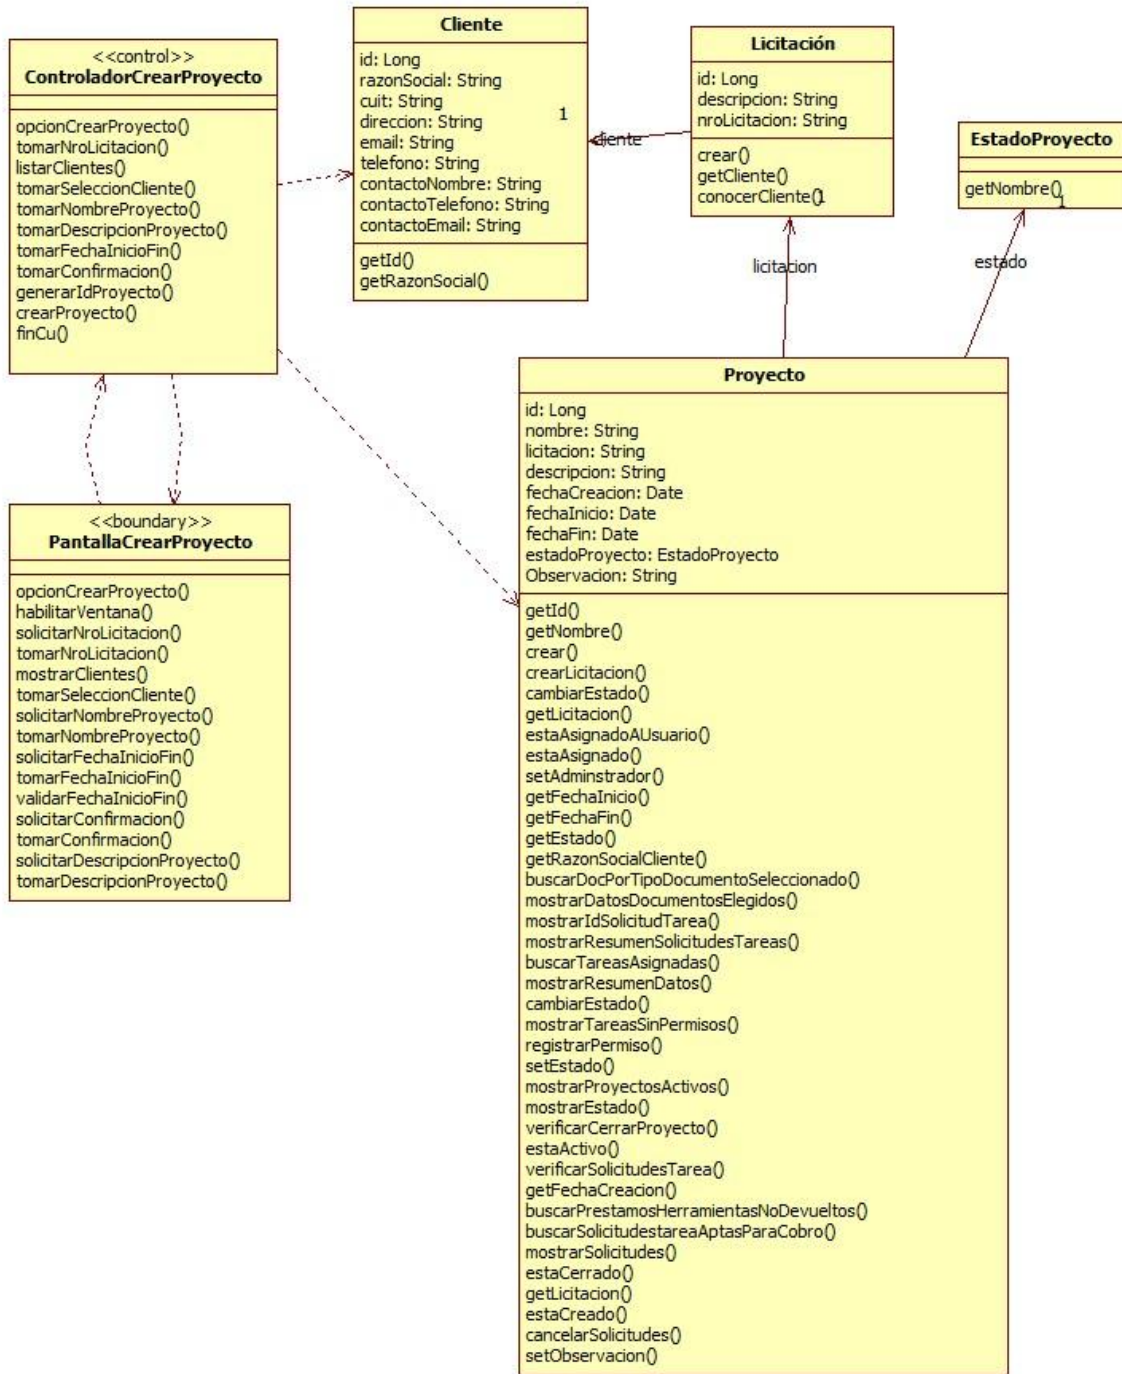 <<control>>
ControladorCrearProyecto
opcionCrearProyecto()
tomarNroLicitacion()
listarClientes()
tomarSeleccionCliente()
tomarNombreProyecto()
tomarDescripcionProyecto()
tomarFechaInicioFin()
tomarConfirmacion()
generarIdProyecto()
crearProyecto()
finCu()
Cliente
id: Long
razonSocial: String
cuit: String
direccion: String
email: String
telefono: String
contactoNombre: String
contactoTelefono: String
contactoEmail: String
getId()
getRazonSocial()
1
cliente
Licitación
id: Long
descripcion: String
nroLicitacion: String
crear()
getCliente()
conocerCliente()
1
licitacion
EstadoProyecto
getNombre()
1
estado
<<boundary>>
PantallaCrearProyecto
opcionCrearProyecto()
habilitarVentana()
solicitarNroLicitacion()
tomarNroLicitacion()
mostrarClientes()
tomarSeleccionCliente()
solicitarNombreProyecto()
tomarNombreProyecto()
solicitarFechaInicioFin()
tomarFechaInicioFin()
validarFechaInicioFin()
solicitarConfirmacion()
tomarConfirmacion()
solicitarDescripcionProyecto()
tomarDescripcionProyecto()
Proyecto
id: Long
nombre: String
licitacion: String
descripcion: String
fechaCreacion: Date
fechaInicio: Date
fechaFin: Date
estadoProyecto: EstadoProyecto
Observacion: String
getId()
getNombre()
crear()
crearLicitacion()
cambiarEstado()
getLicitacion()
estaAsignadoAUsuario()
estaAsignado()
setAdminstrador()
getFechaInicio()
getFechaFin()
getEstado()
getRazonSocialCliente()
buscarDocPorTipoDocumentoSeleccionado()
mostrarDatosDocumentosElegidos()
mostrarIdSolicitudTarea()
mostrarResumenSolicitudesTareas()
buscarTareasAsignadas()
mostrarResumenDatos()
cambiarEstado()
mostrarTareasSinPermisos()
registrarPermiso()
setEstado()
mostrarProyectosActivos()
mostrarEstado()
verificarCerrarProyecto()
estaActivo()
verificarSolicitudesTarea()
getFechaCreacion()
buscarPrestamosHerramientasNoDevueltos()
buscarSolicitudestareaAptasParaCobro()
mostrarSolicitudes()
estaCerrado()
getLicitacion()
estaCreado()
cancelarSolicitudes()
setObservacion()